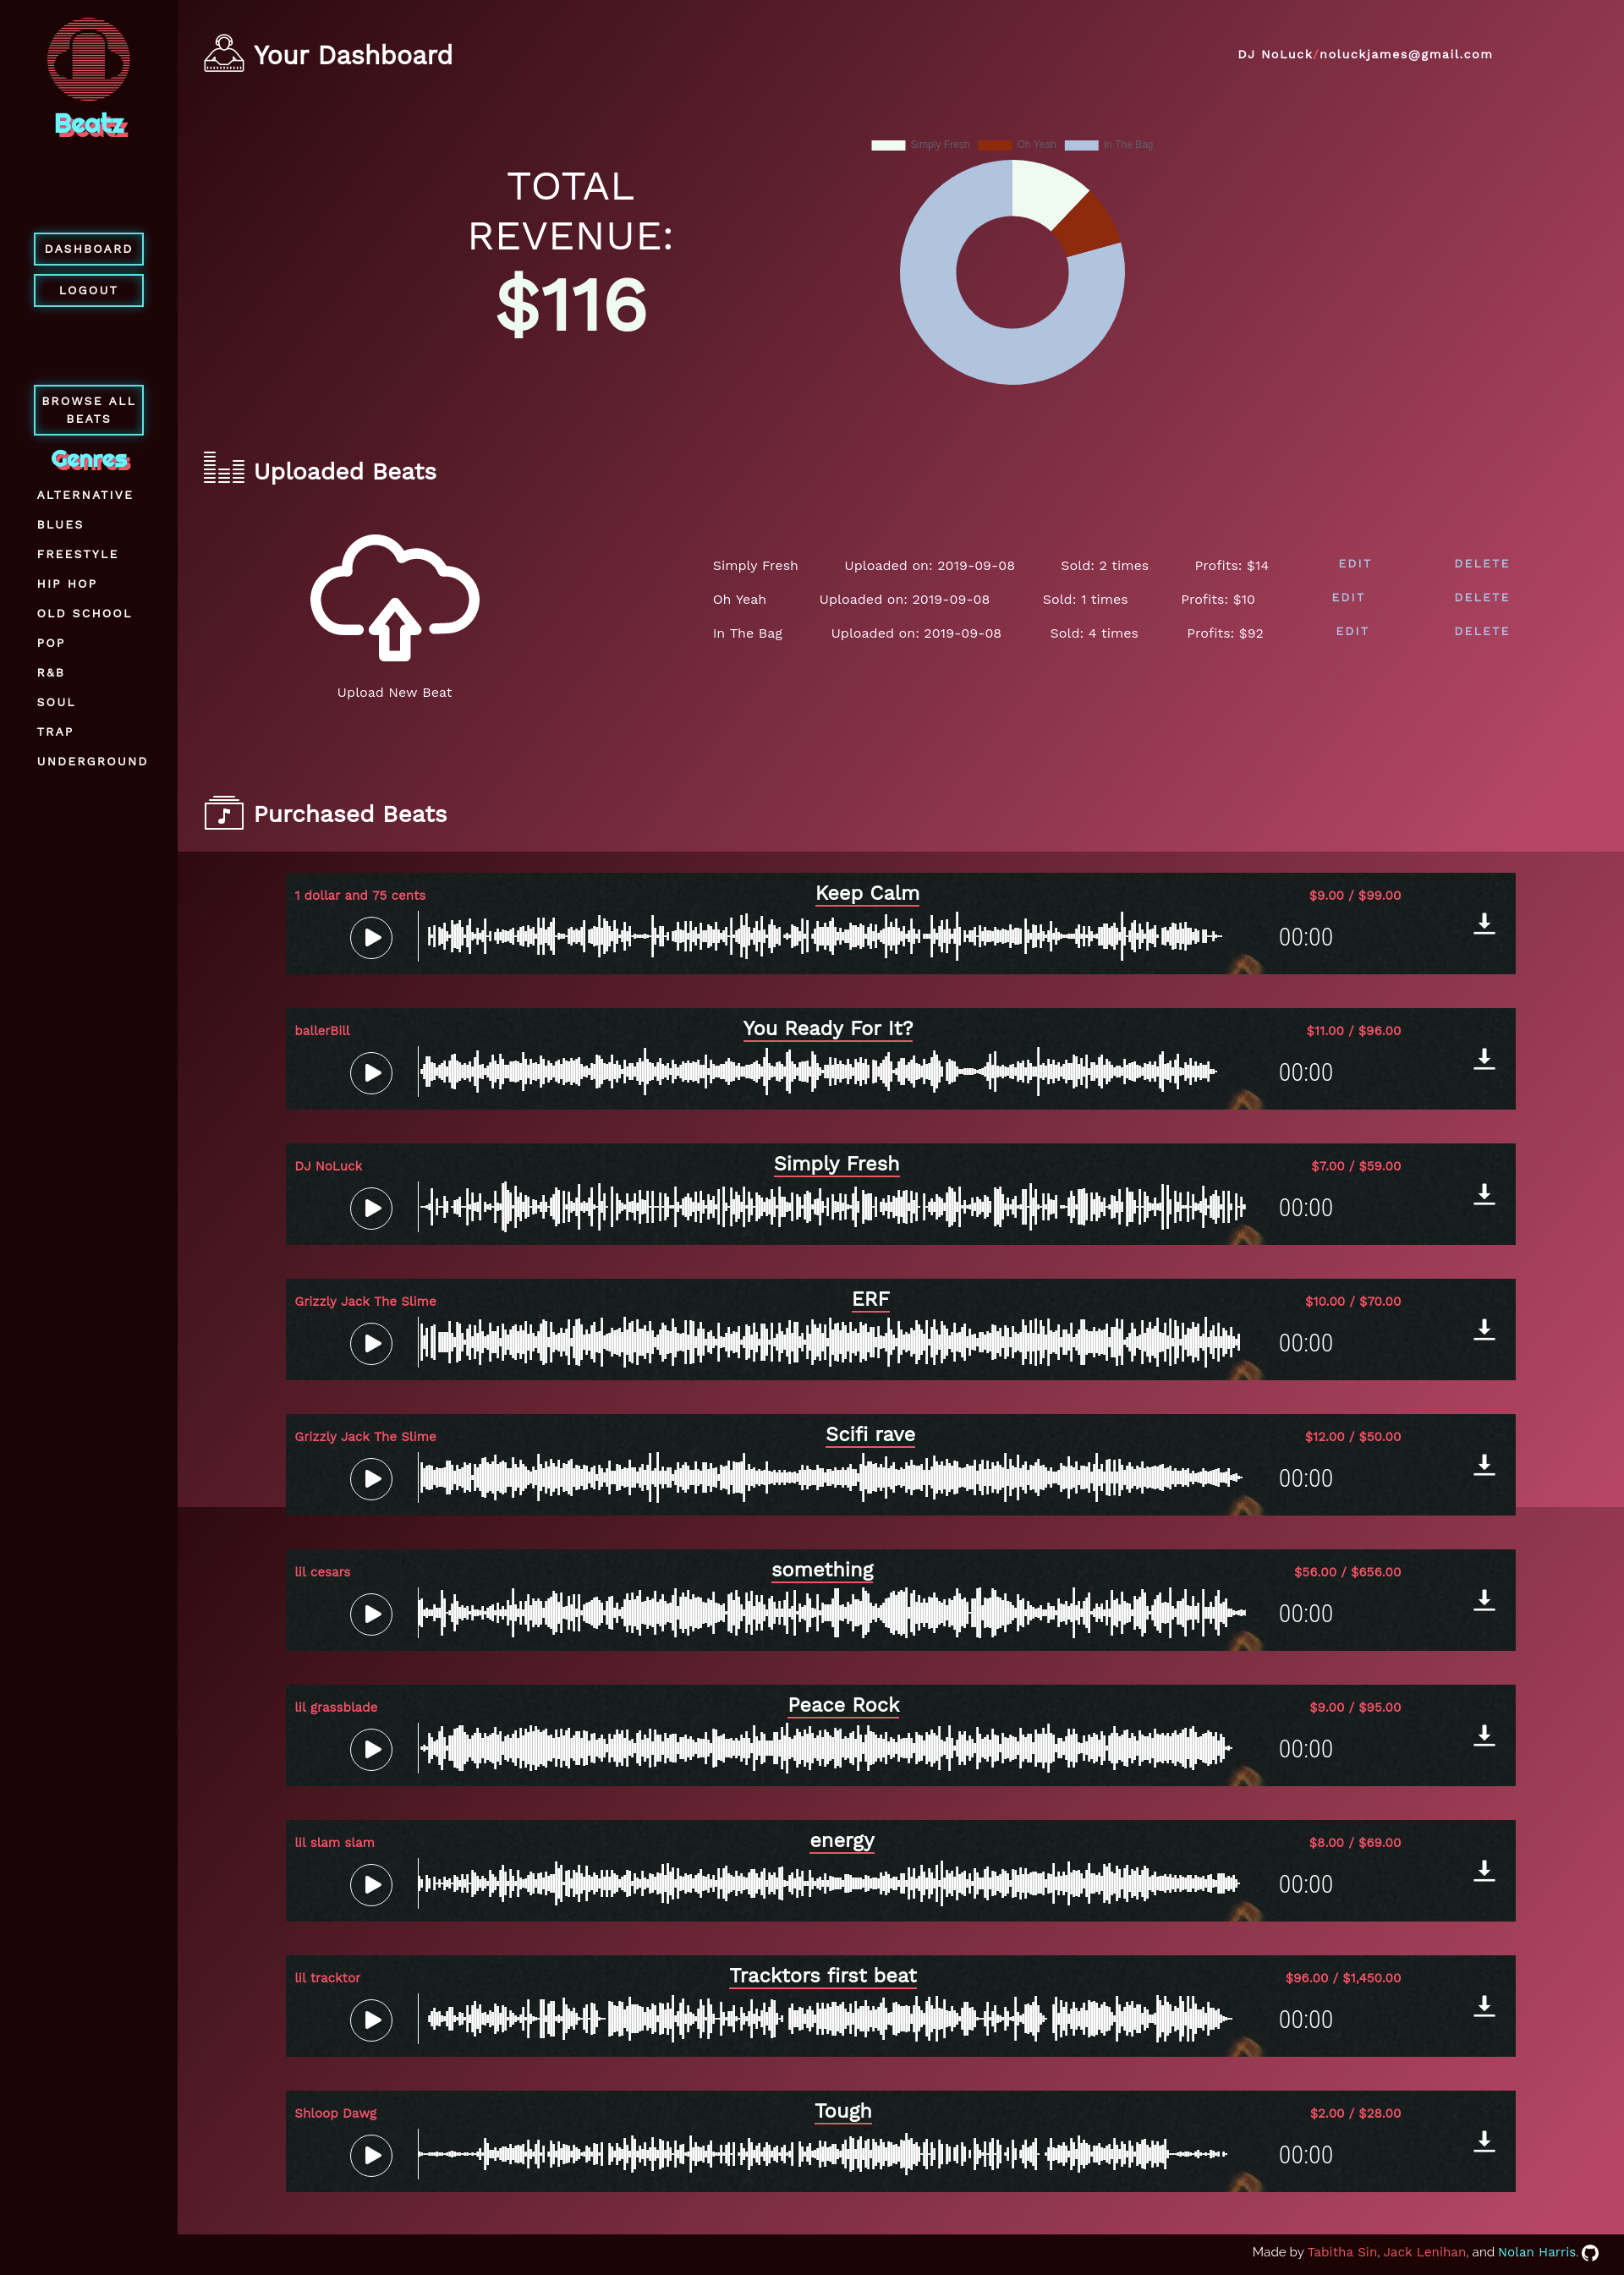 Beatz
DASHBOARD
LOGOUT
BROWSE ALL
BEATS
Genres
ALTERNATIVE
BLUES
FREESTYLE
HIP HOP
OLD SCHOOL
POP
R&B
SOUL
TRAP
UNDERGROUND
Your Dashboard
DJ NoLuck/noluckjames@gmail.com
TOTAL
REVENUE:
$116
Simply Fresh Oh Yeah In The Bag
Uploaded Beats
Upload New Beat
Simply Fresh Uploaded on: 2019-09-08 Sold: 2 times Profits: $14 EDIT DELETE
Oh Yeah Uploaded on: 2019-09-08 Sold: 1 times Profits: $10 EDIT DELETE
In The Bag Uploaded on: 2019-09-08 Sold: 4 times Profits: $92 EDIT DELETE
Purchased Beats
1 dollar and 75 cents Keep Calm $9.00 / $99.00
00:00
ballerBill You Ready For It? $11.00 / $96.00
00:00
DJ NoLuck Simply Fresh $7.00 / $59.00
00:00
Grizzly Jack The Slime ERF $10.00 / $70.00
00:00
Grizzly Jack The Slime Scifi rave $12.00 / $50.00
00:00
lil cesars something $56.00 / $656.00
00:00
lil grassblade Peace Rock $9.00 / $95.00
00:00
lil slam slam energy $8.00 / $69.00
00:00
lil tracktor Tracktors first beat $96.00 / $1,450.00
00:00
Shloop Dawg Tough $2.00 / $28.00
00:00
Made by Tabitha Sin, Jack Lenihan, and Nolan Harris.